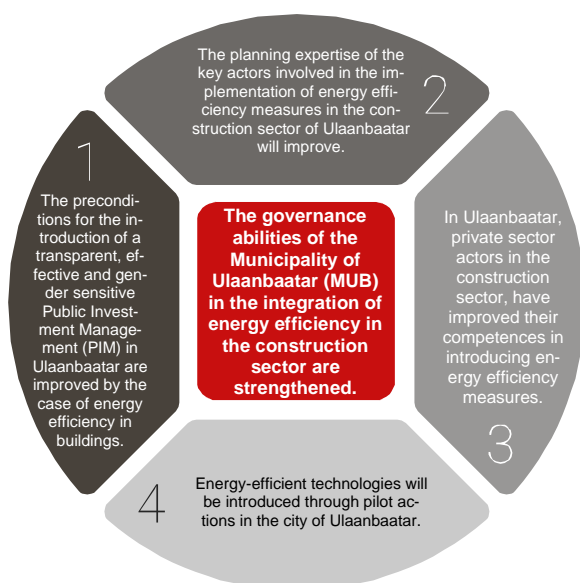 1
The precondi-
tions for the in-
troduction of a
transparent, ef-
fective and gen-
der sensitive
Public Invest-
ment Manage-
ment (PIM) in
Ulaanbaatar are
improved by the
case of energy
efficiency in
buildings.
The planning expertise of the
key actors involved in the im-
plementation of energy effi-
ciency measures in the con-
struction sector of Ulaanbaatar
will improve.
2
The governance
abilities of the
Municipality of
Ulaanbaatar (MUB)
in the integration of
energy efficiency in
the construction
sector are
strengthened.
In Ulaanbaatar,
private sector
actors in the
construction
sector, have
improved their
competences in
introducing en-
ergy efficiency
measures.
3
4
Energy-efficient technologies will
be introduced through pilot ac-
tions in the city of Ulaanbaatar.